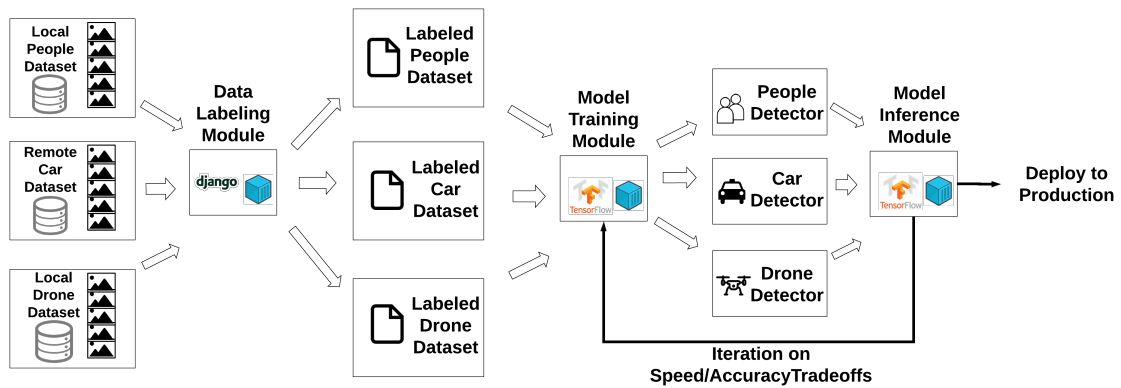 Local
People
Dataset
Remote
Car
Dataset
Local
Drone
Dataset
Data
Labeling
Module
django
Labeled
People
Dataset
Labeled
Car
Dataset
Labeled
Drone
Dataset
Model
Training
Module
TensorFlow
People
Detector
Car
Detector
Drone
Detector
Model
Inference
Module
TensorFlow
Deploy to
Production
Iteration on
Speed/AccuracyTradeoffs